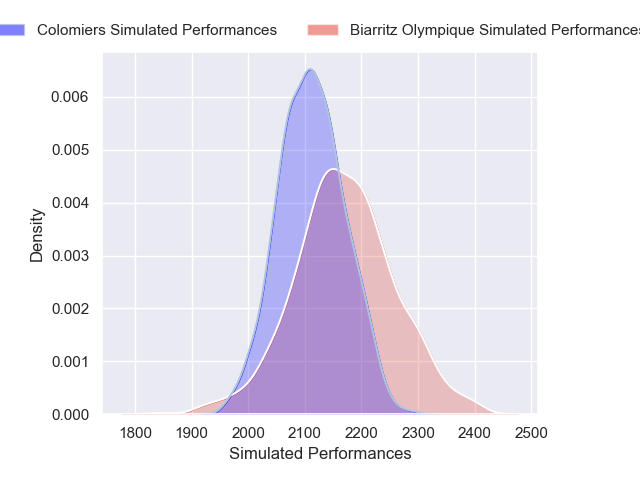 Colomiers Simulated Performances
Biarritz Olympique Simulated Performances
0.006
0.005
0.004
0.003
0.002
0.001
0.000
Density
1800 1900 2000 2100 2200 2300 2400 2500
Simulated Performances